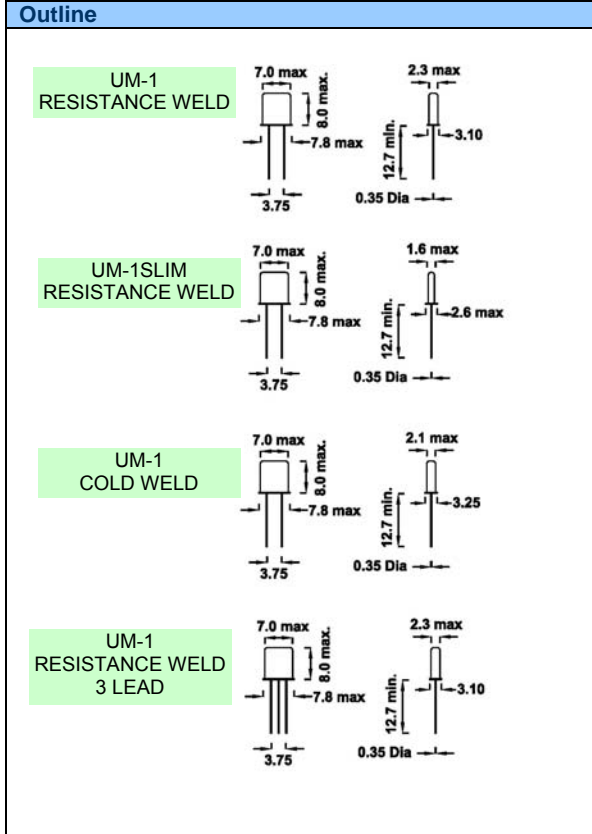 Outline
UM-1
RESISTANCE WELD
7.0 max
8.0 max.
7.8 max
3.75
2.3 max
3.10
12.7 min.
0.35 Dia
UM-1SLIM
RESISTANCE WELD
7.0 max
8.0 max.
7.8 max
3.75
1.6 max
2.6 max
12.7 min.
0.35 Dia
UM-1
COLD WELD
7.0 max
8.0 max.
7.8 max
3.75
2.1 max
3.25
12.7 min.
0.35 Dia
UM-1
RESISTANCE WELD
3 LEAD
7.0 max
8.0 max.
7.8 max
3.75
2.3 max
3.10
12.7 min.
0.35 Dia